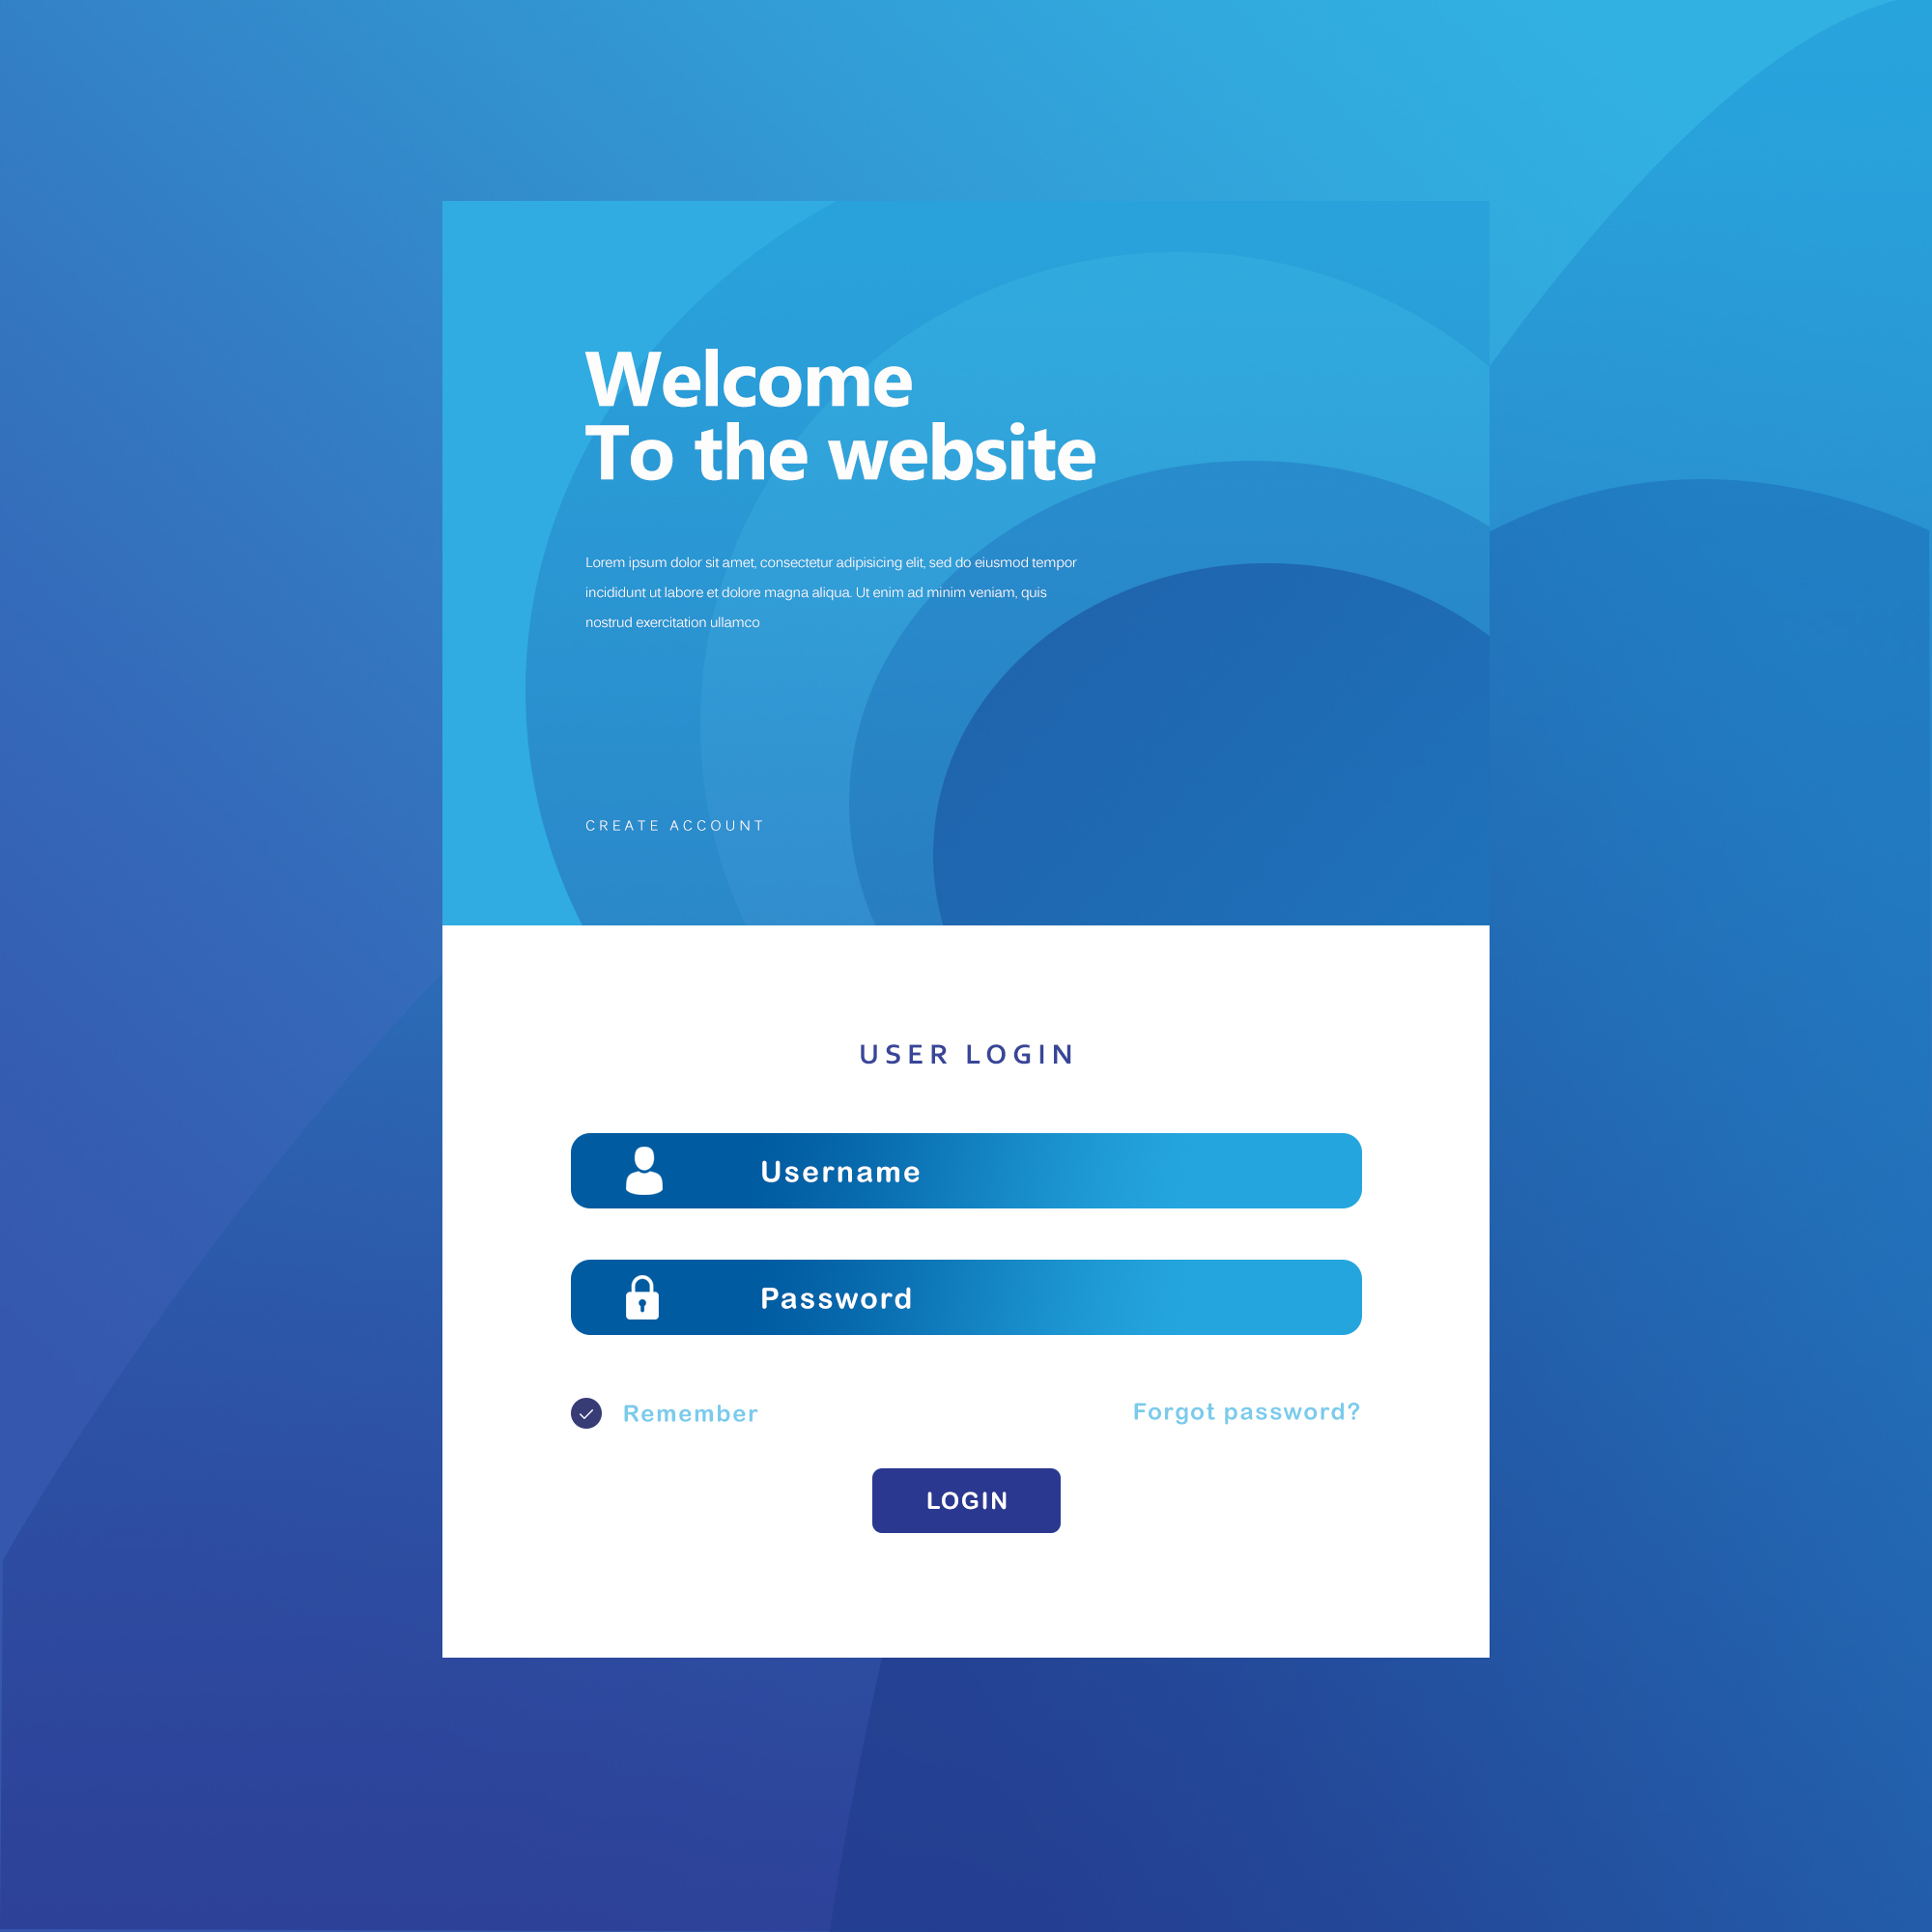 Welcome
To the website
Lorem ipsum dolor sit amet, consectetur adipisicing elit, sed do eiusmod tempor
incididunt ut labore et dolore magna aliqua. Ut enim ad minim veniam, quis
nostrud exercitation ullamco
CREATE ACCOUNT
USER LOGIN
Username
Password
Remember
Forgot password?
LOGIN